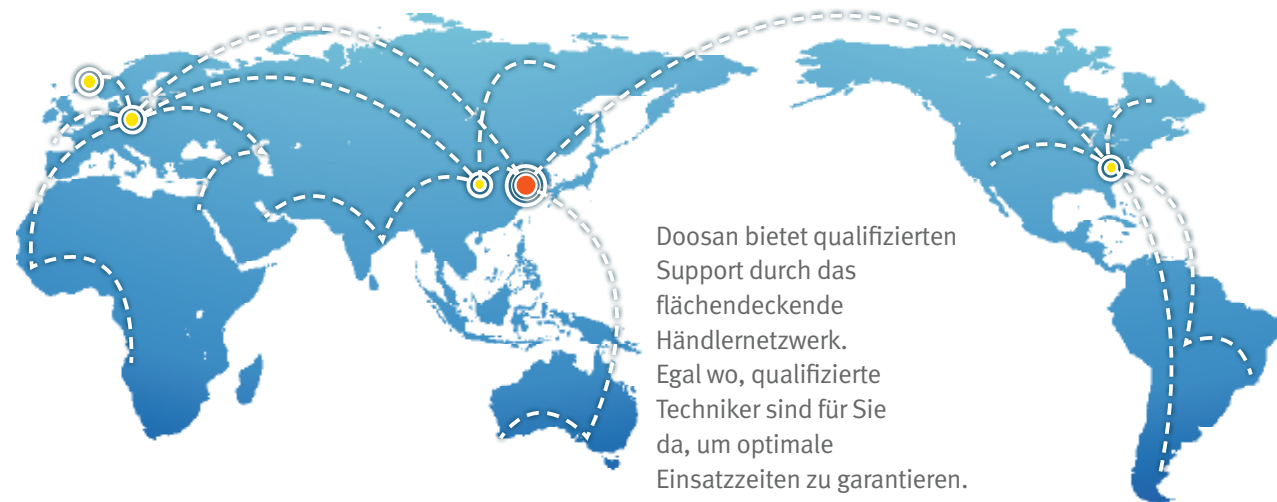 Doosan bietet qualifizierten
Support durch das
flächendeckende
Händlernetzwerk.
Egal wo, qualifizierte
Techniker sind für Sie
da, um optimale
Einsatzzeiten zu garantieren.